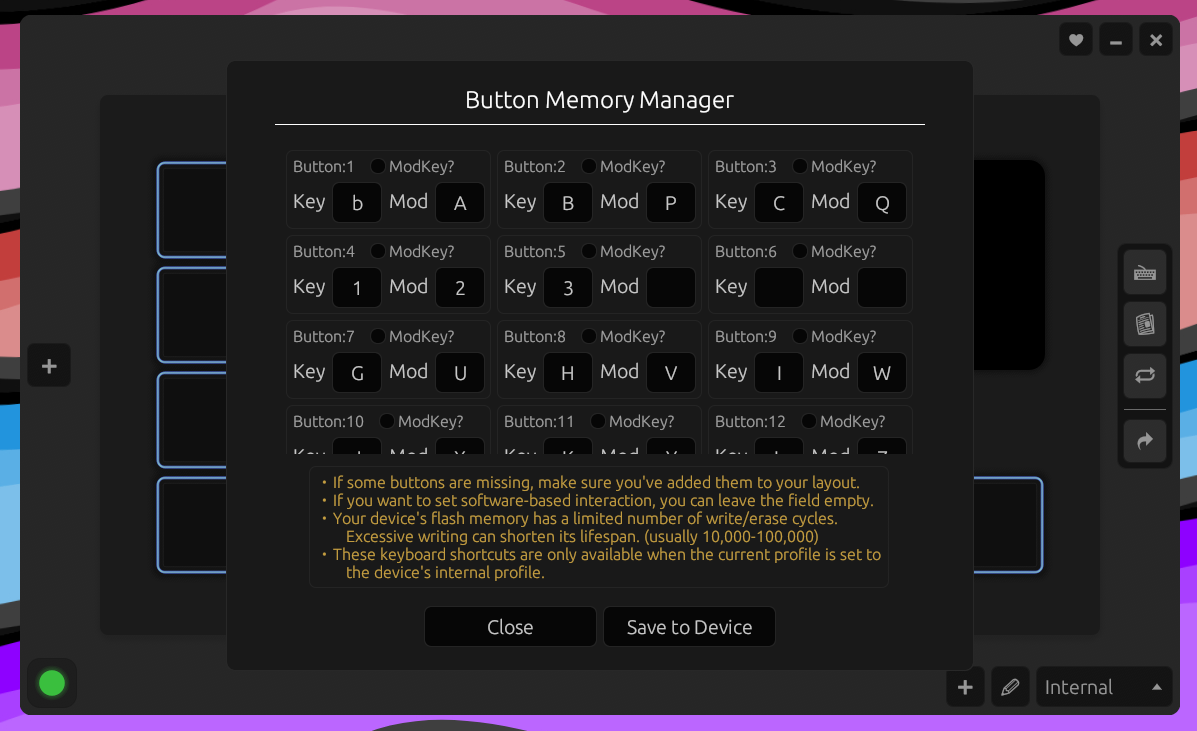 Button Memory Manager
Button:1 ModKey? Button:2 ModKey? Button:3 ModKey?
Key b Mod A Key B Mod P Key C Mod Q
Button:4 ModKey? Button:5 ModKey? Button:6 ModKey?
Key 1 Mod 2 Key 3 Mod Key Mod
Button:7 ModKey? Button:8 ModKey? Button:9 ModKey?
Key G Mod U Key H Mod V Key I Mod W
Button:10 ModKey? Button:11 ModKey? Button:12 ModKey?
Key Mod Key Mod Key Mod
• If some buttons are missing, make sure you've added them to your layout.
• If you want to set software-based interaction, you can leave the field empty.
• Your device's flash memory has a limited number of write/erase cycles.
Excessive writing can shorten its lifespan. (usually 10,000-100,000)
• These keyboard shortcuts are only available when the current profile is set to
the device's internal profile.
Close Save to Device
Internal